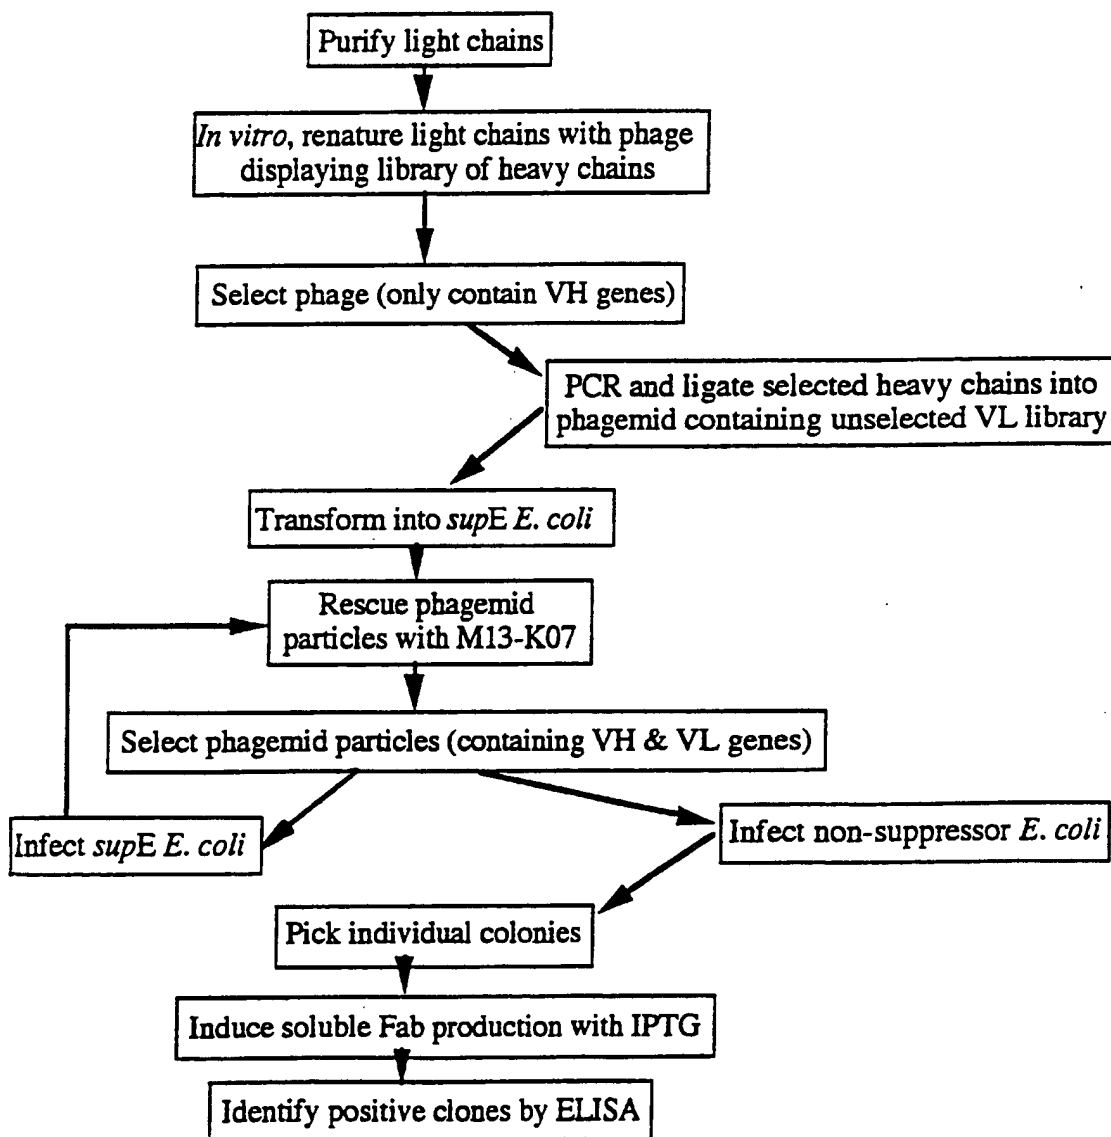 Purify light chains
In vitro, renature light chains with phage
displaying library of heavy chains
Select phage (only contain VH genes)
PCR and ligate selected heavy chains into
phagemid containing unselected VL library
Transform into supE E. coli
Rescue phagemid
particles with M13-K07
Select phagemid particles (containing VH & VL genes)
Infect supE E. coli
Infect non-suppressor E. coli
Pick individual colonies
Induce soluble Fab production with IPTG
Identify positive clones by ELISA